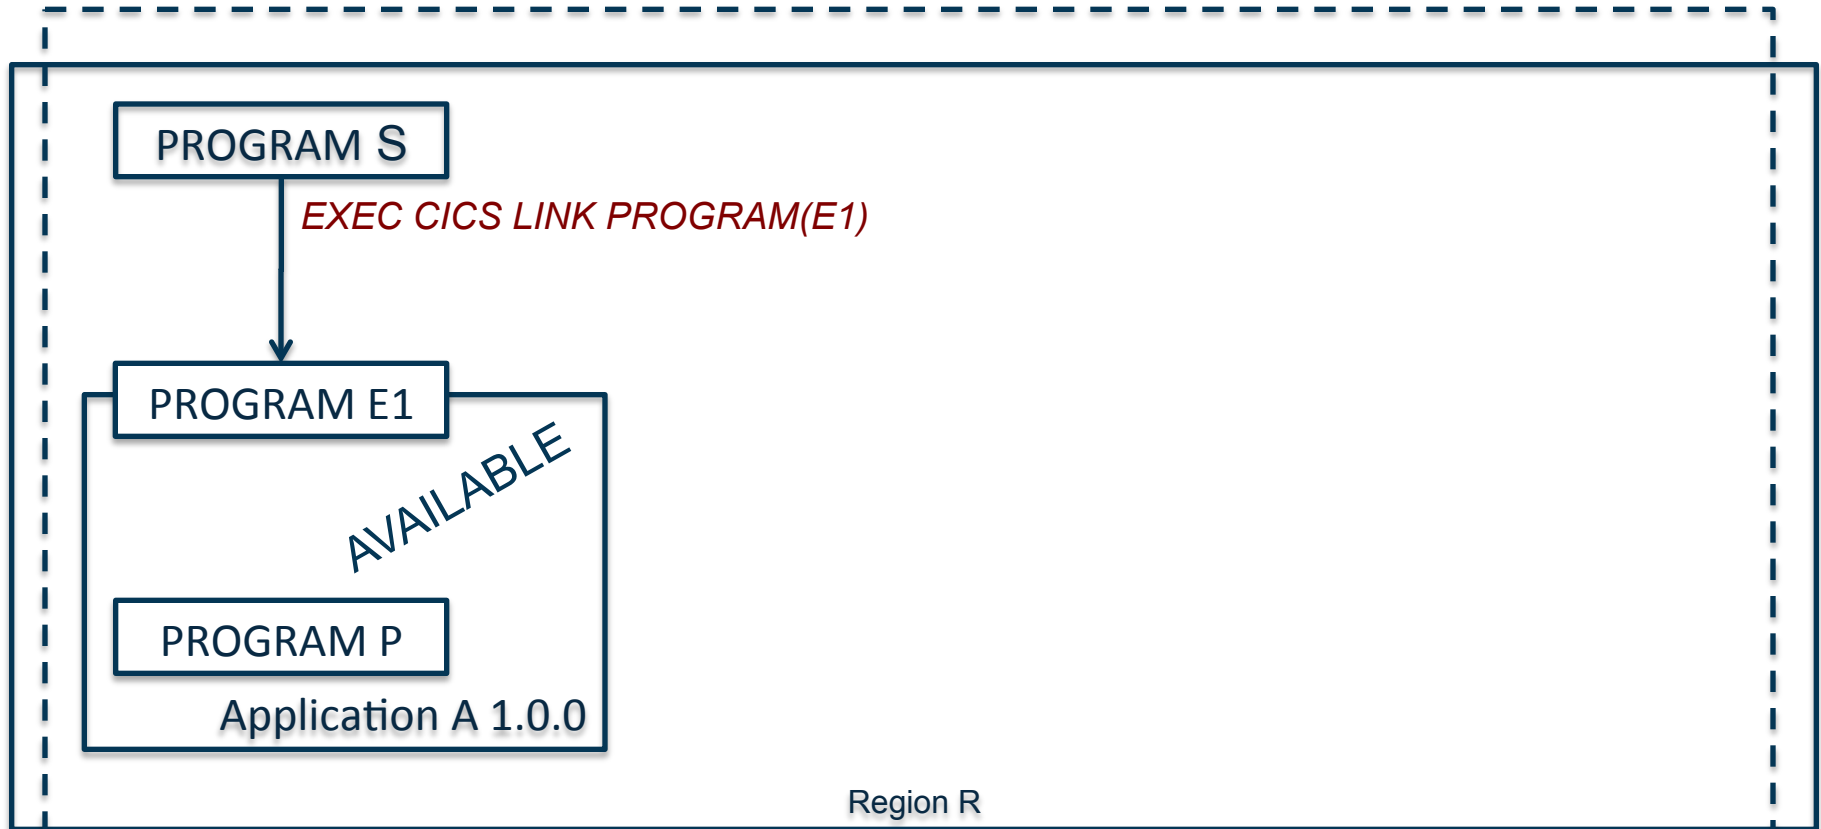 PROGRAM S
EXEC CICS LINK PROGRAM(E1)
PROGRAM E1
AVAILABLE
PROGRAM P
Application A 1.0.0
Region R